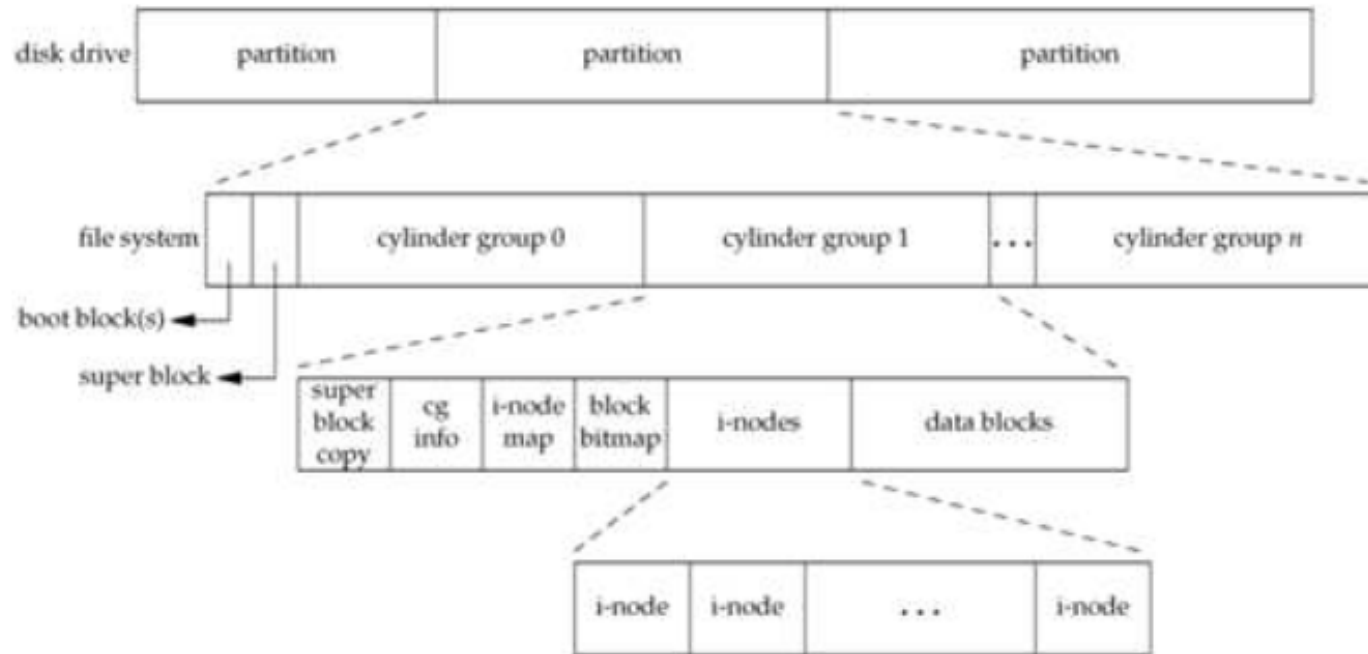 disk drive
partition
partition
partition
file system
cylinder group 0
cylinder group 1
...
cylinder group n
boot block(s)
super block
super
block
copy
cg
info
i-node
map
block
bitmap
i-nodes
data blocks
i-node
i-node
...
i-node